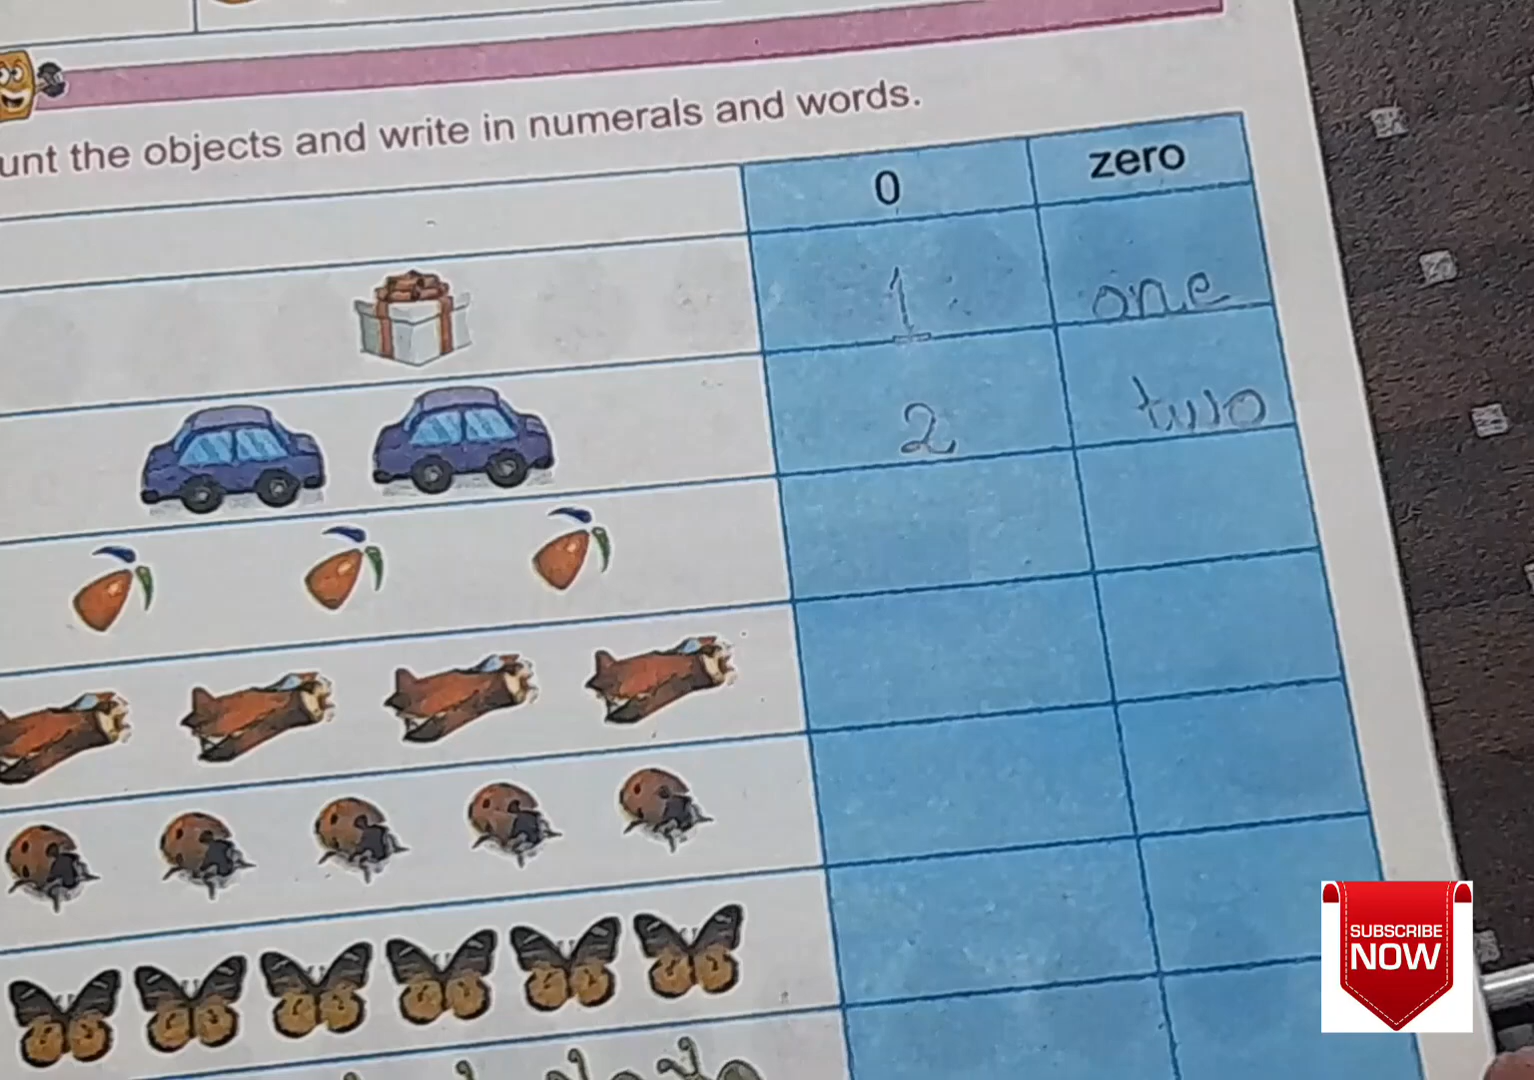 unt the objects and write in numerals and words.
0 zero
1 one
2 two
SUBSCRIBE
NOW